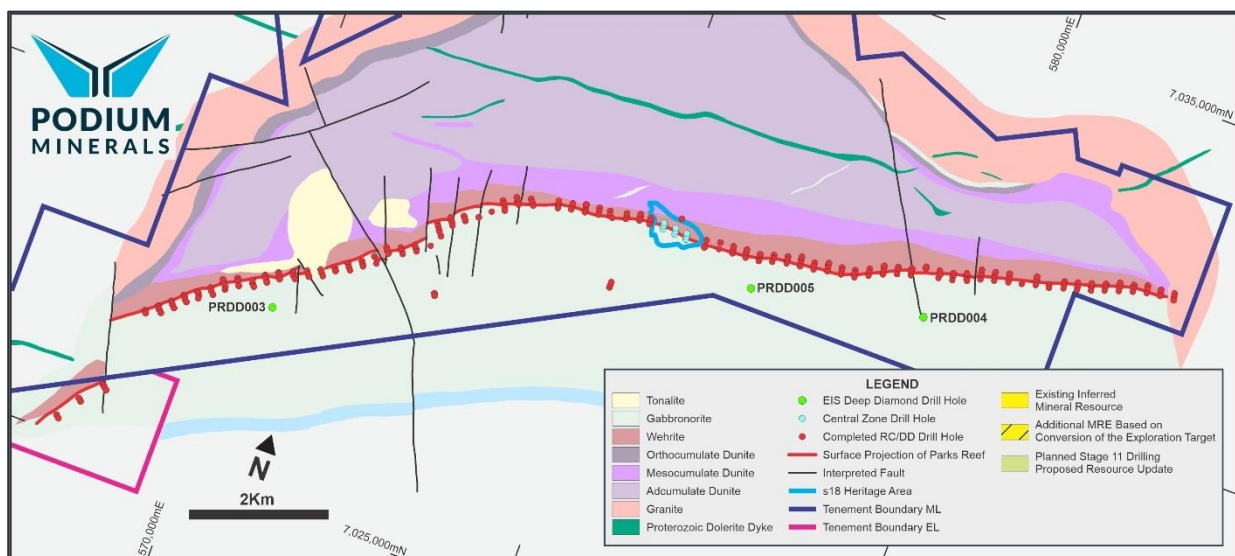 PODIUM
MINERALS
580,000mE
7,035,000mN
PRDD003
PRDD005
PRDD004
N
2Km
570,000mE
7,025,000mN
LEGEND
Tonalite
Gabbronorite
Wehrite
Orthocumulate Dunite
Mesocumulate Dunite
Adcumulate Dunite
Granite
Proterozoic Dolerite Dyke
EIS Deep Diamond Drill Hole
Central Zone Drill Hole
Completed RC/DD Drill Hole
Surface Projection of Parks Reef
Interpreted Fault
s18 Heritage Area
Tenement Boundary ML
Tenement Boundary EL
Existing Inferred
Mineral Resource
Additional MRE Based on
Conversion of the Exploration Target
Planned Stage 11 Drilling
Proposed Resource Update